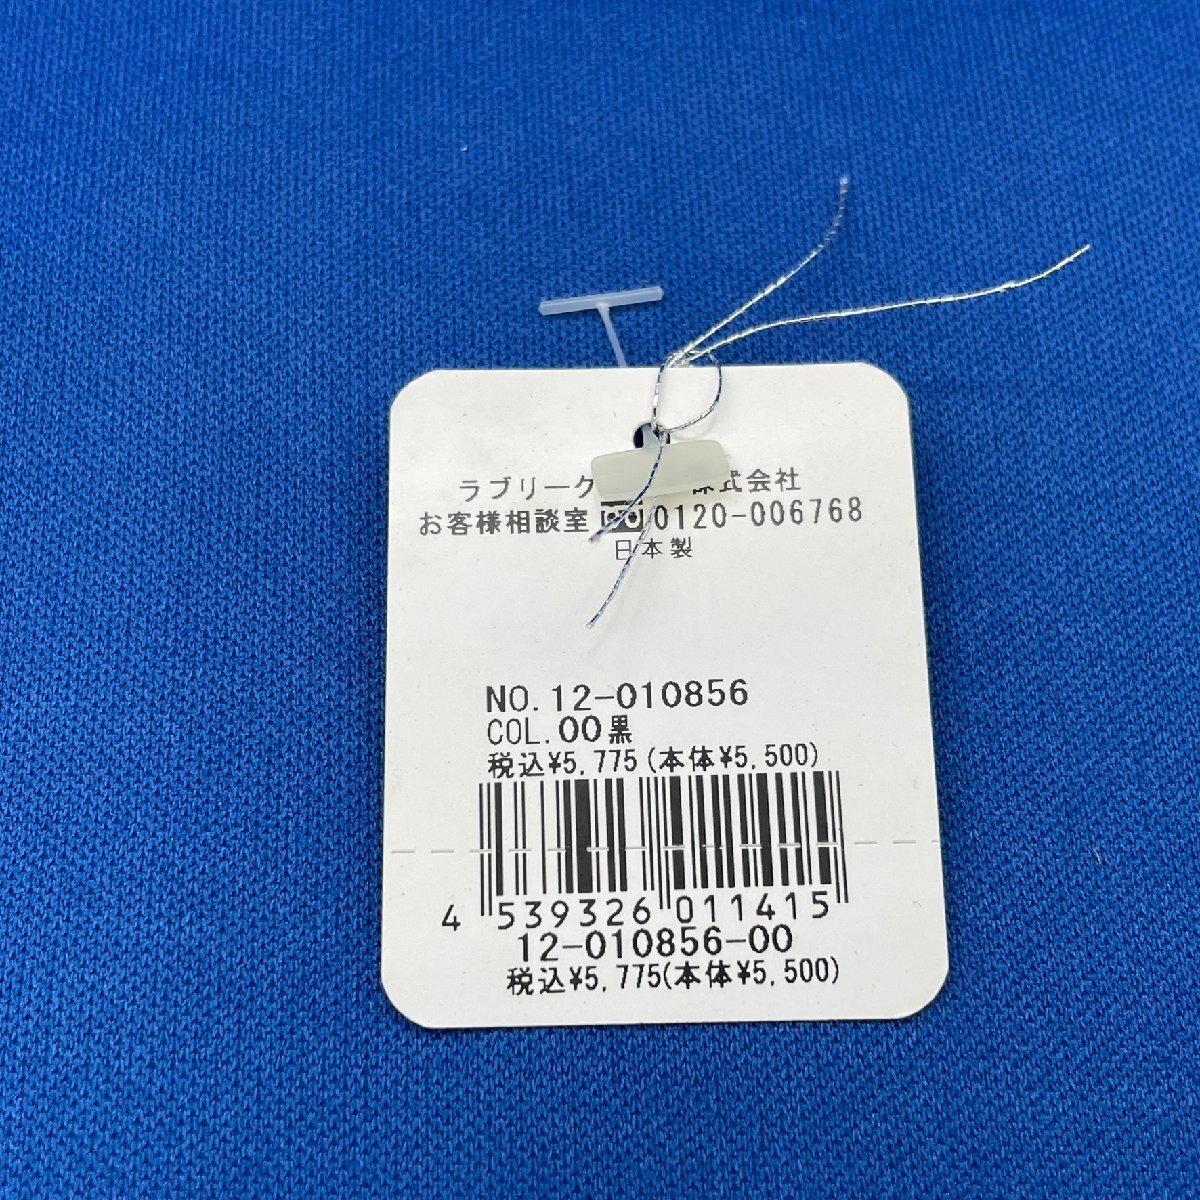 ラブリーク 式会社
お客様相談室 0120-006768
日本製
NO.12-010856
COL.00黒
税込¥5,775(本体¥5,500)
4 539326 011415
12-010856-00
税込¥5,775(本体¥5,500)